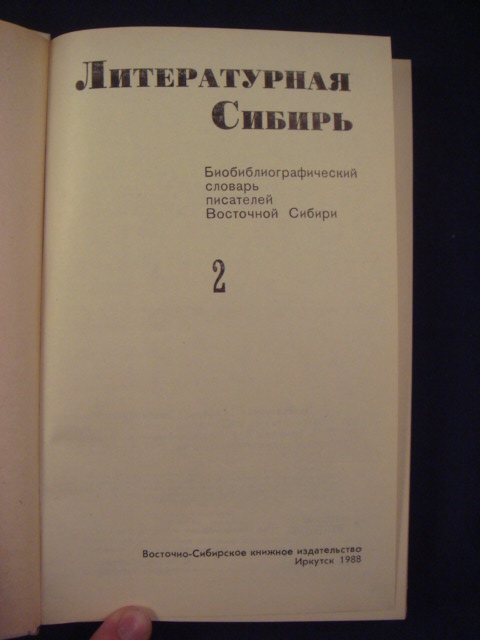 Литературная
Сибирь
Биобиблиографический
словарь
писателей
Восточной Сибири
2
Восточно-Сибирское книжное издательство
Иркутск 1988